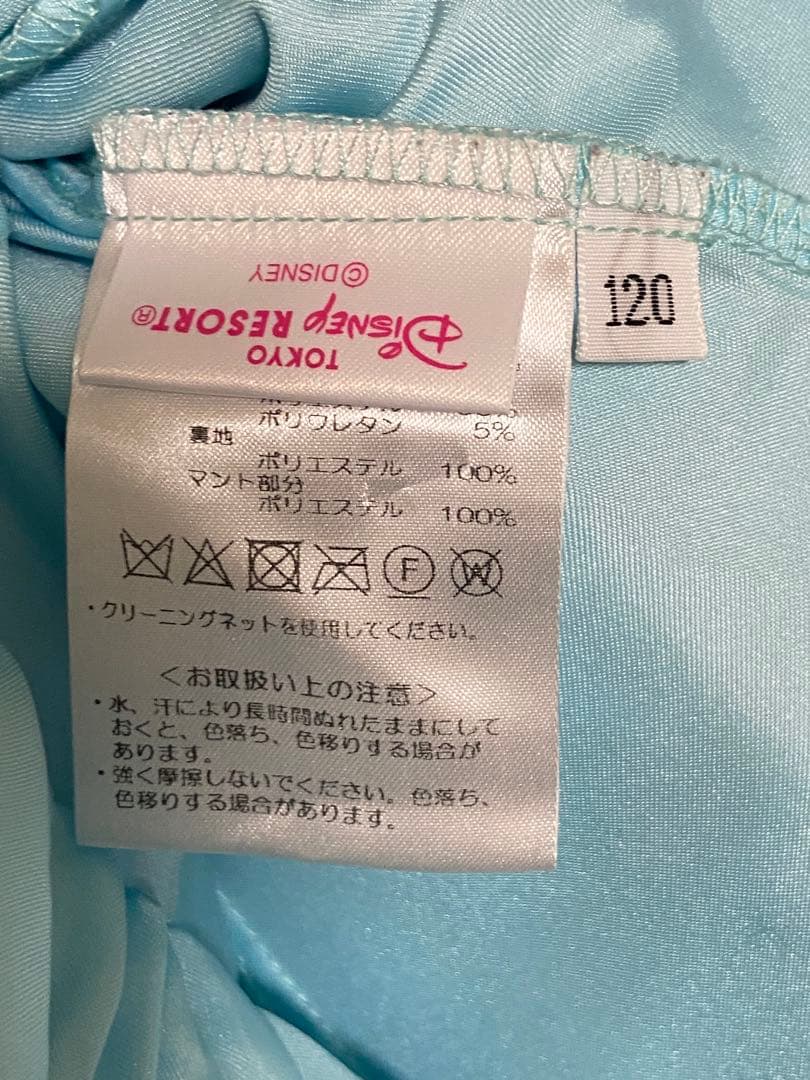 ©DISNEY
TOKYO
DISNEY RESORT®
120
ポリウレタン 5%
裏地
ポリエステル 100%
マント部分
ポリエステル 100%
F W
・クリーニングネットを使用してください。
<お取扱い上の注意>
・水、汗により長時間ぬれたままにして
おくと、色落ち、色移りする場合が
あります。
・強く摩擦しないでください。色落ち、
色移りする場合があります。